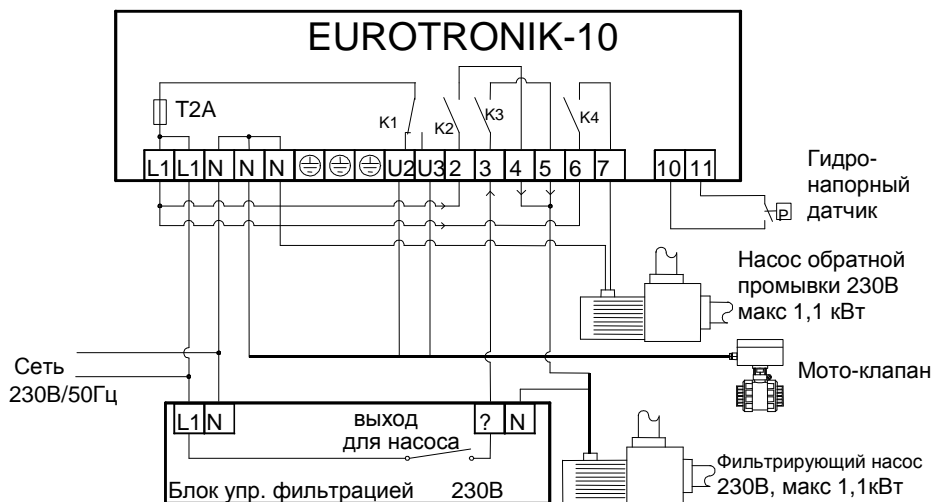 EUROTRONIK-10
T2A
K1
K2
K3
K4
L1 L1 N N N U2 U3 2 3 4 5 6 7 10 11
Гидро-
напорный
датчик
P
Насос обратной
промывки 230В
макс 1,1 кВт
Сеть
230В/50Гц
Мото-клапан
L1 N выход ? N
для насоса
Блок упр. фильтрацией 230В
Фильтрирующий насос
230В, макс 1,1кВт